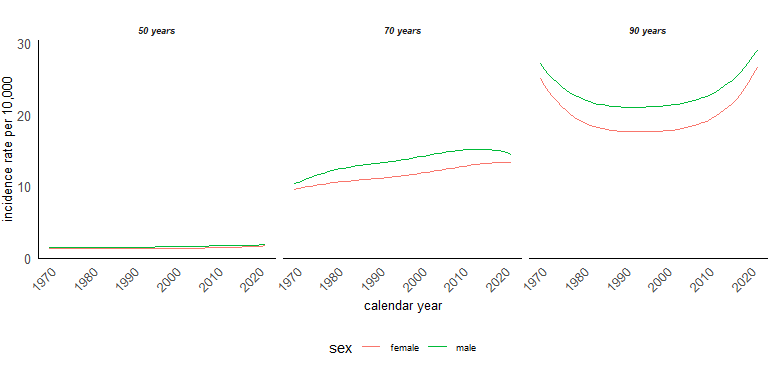 50 years 70 years 90 years
incidence rate per 10,000
30
20
10
0
1970 1980 1990 2000 2010 2020 1970 1980 1990 2000 2010 2020 1970 1980 1990 2000 2010 2020
calendar year
sex female male